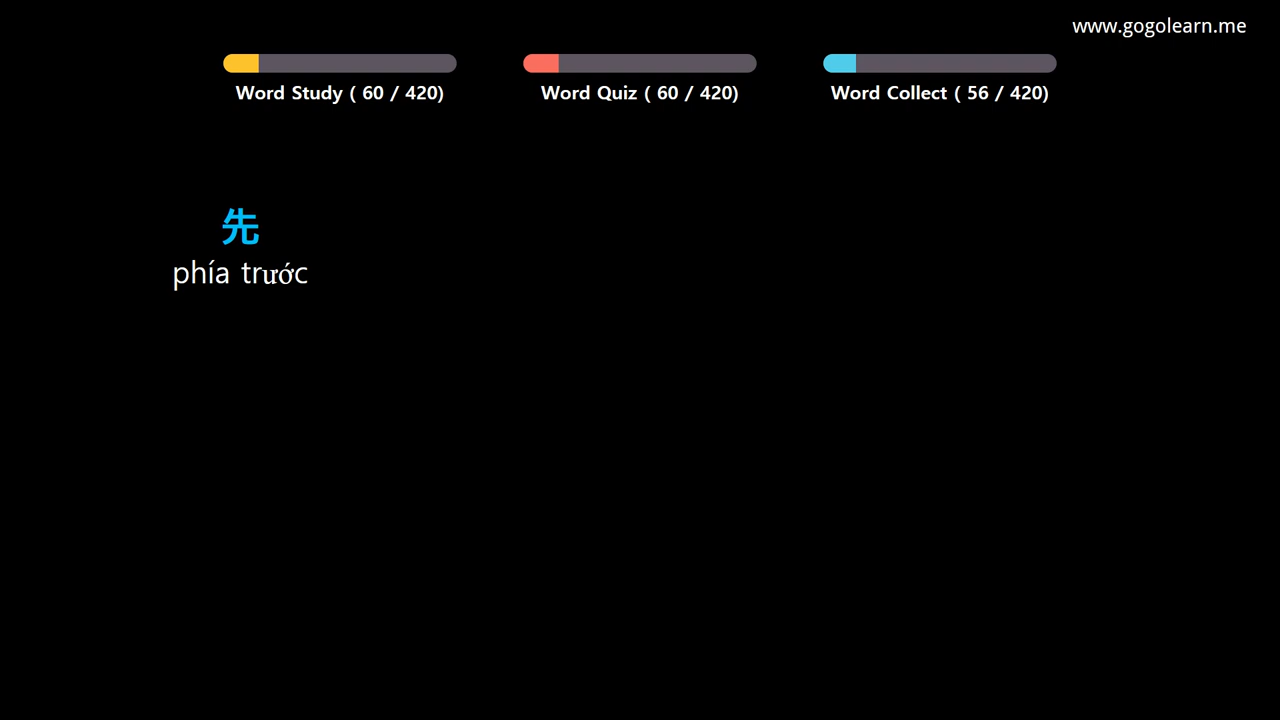 www.gogolearn.me
Word Study ( 60 / 420)
Word Quiz ( 60 / 420)
Word Collect ( 56 / 420)
先
phía trước